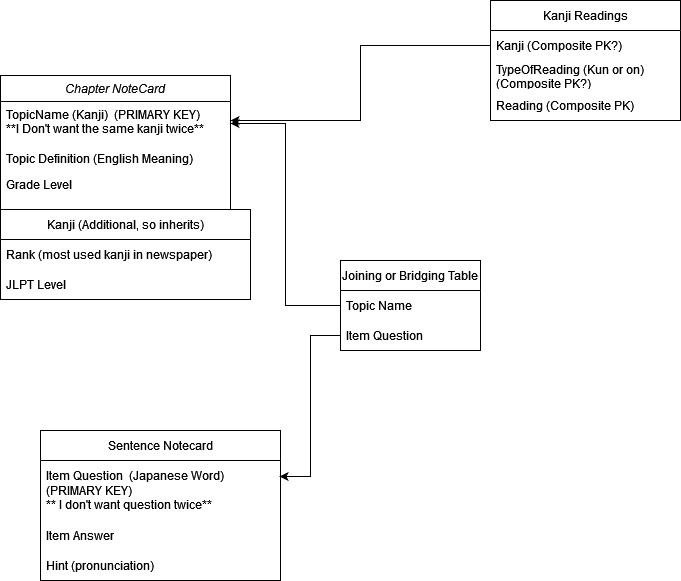 Kanji Readings
Kanji (Composite PK?)
TypeOfReading (Kun or on)
(Composite PK?)
Reading (Composite PK)
Chapter NoteCard
TopicName (Kanji)  (PRIMARY KEY)
**I Don't want the same kanji twice**
Topic Definition (English Meaning)
Grade Level
Kanji (Additional, so inherits)
Rank (most used kanji in newspaper)
JLPT Level
Joining or Bridging Table
Topic Name
Item Question
Sentence Notecard
Item Question  (Japanese Word)
(PRIMARY KEY)
** I don't want question twice**
Item Answer
Hint (pronunciation)